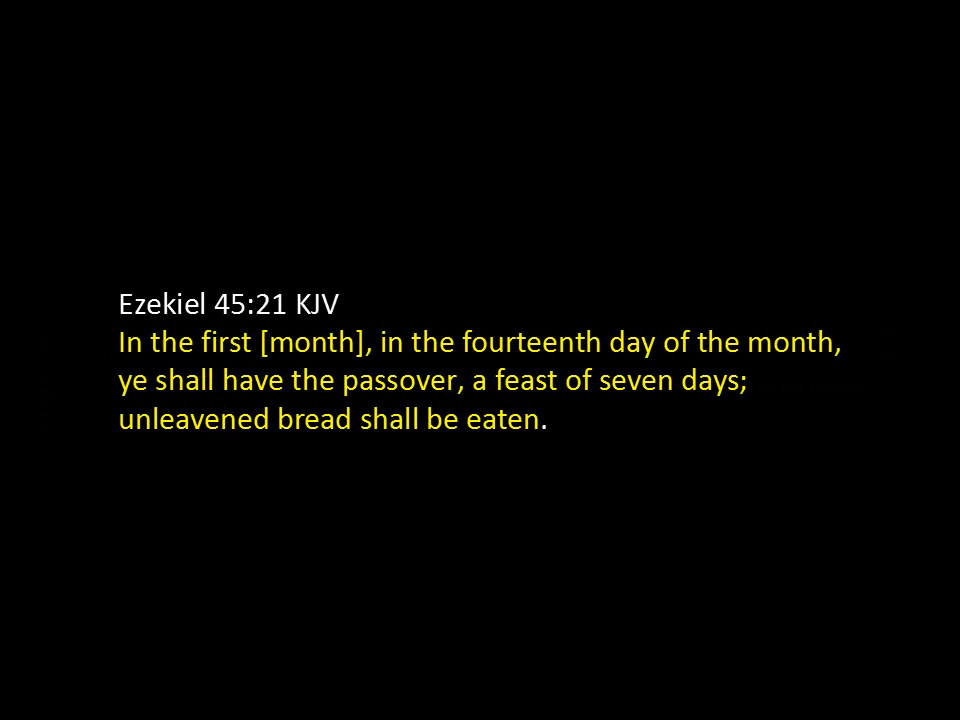 Ezekiel 45:21 KJV
In the first [month], in the fourteenth day of the month,
ye shall have the passover, a feast of seven days;
unleavened bread shall be eaten.